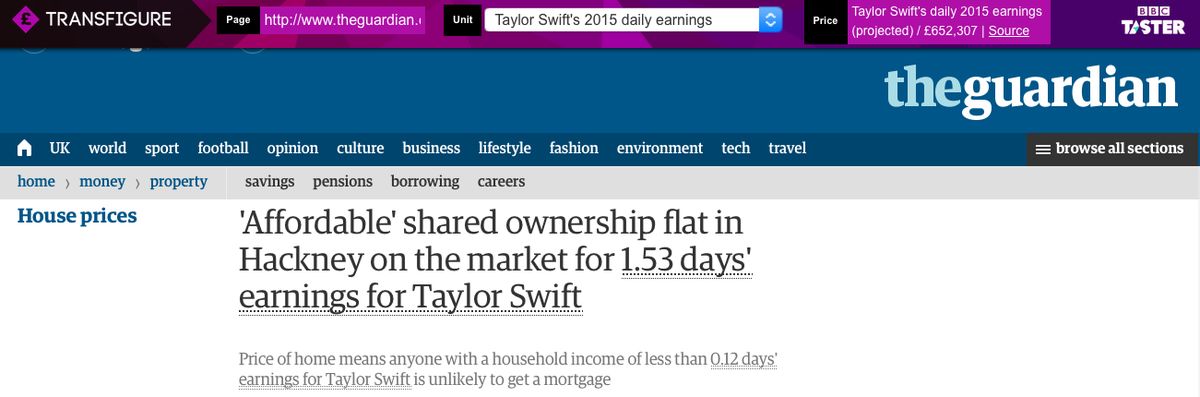 TRANSFIGURE
Page
http://www.theguardian.
Unit
Taylor Swift's 2015 daily earnings
Price
Taylor Swift's daily 2015 earnings
(projected) / £652,307 | Source
BBC
TASTER
theguardian
UK world sport football opinion culture business lifestyle fashion environment tech travel
browse all sections
home › money › property
savings pensions borrowing careers
House prices
'Affordable' shared ownership flat in
Hackney on the market for 1.53 days'
earnings for Taylor Swift
Price of home means anyone with a household income of less than 0.12 days'
earnings for Taylor Swift is unlikely to get a mortgage